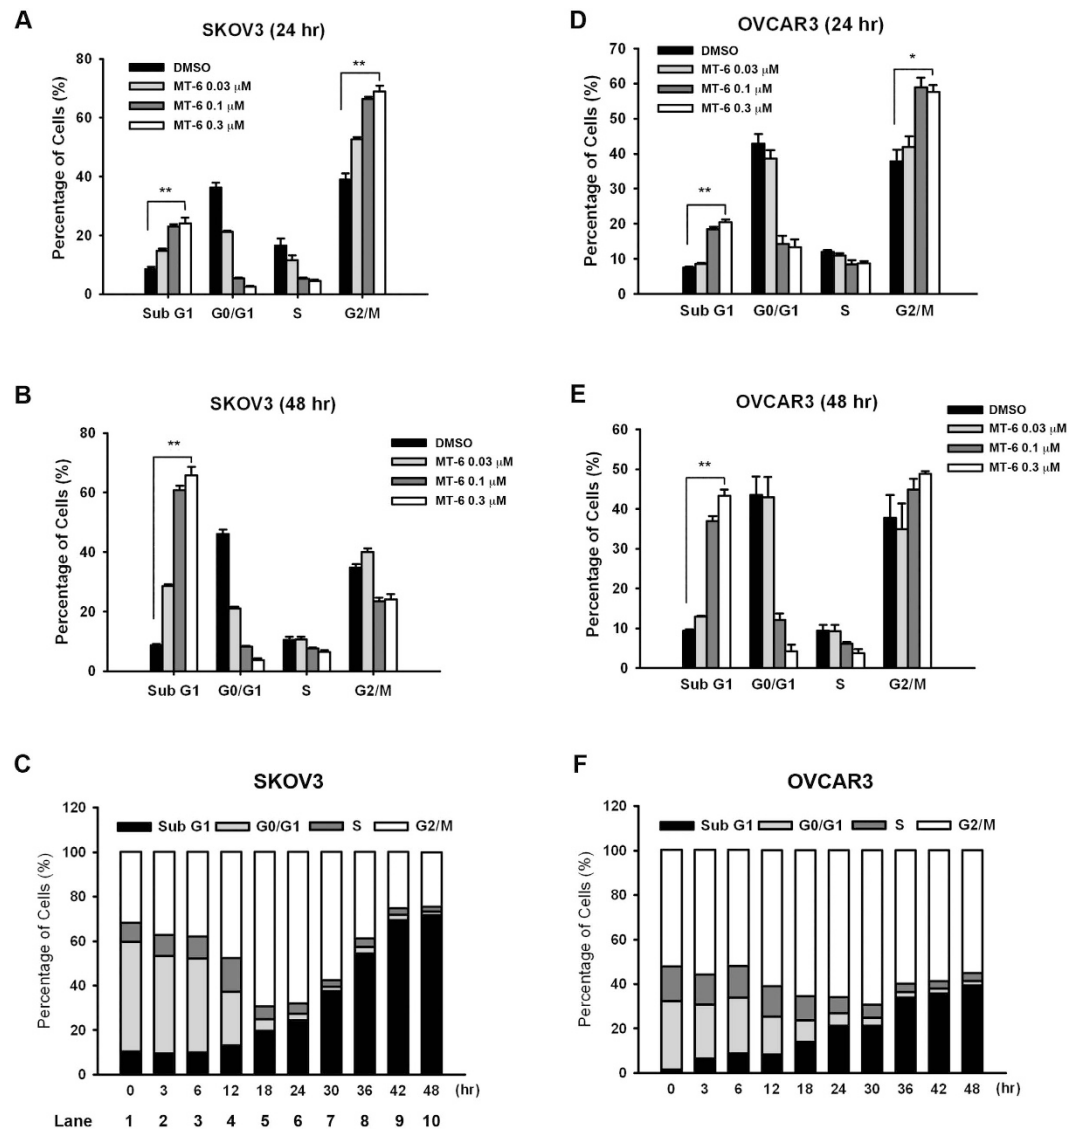 A
SKOV3 (24 hr)
Percentage of Cells (%)
80
60
40
20
0
DMSO
MT-6 0.03 μM
MT-6 0.1 μM
MT-6 0.3 μM
**
**
Sub G1 G0/G1 S G2/M
D
OVCAR3 (24 hr)
Percentage of Cells (%)
70
60
50
40
30
20
10
0
DMSO
MT-6 0.03 μM
MT-6 0.1 μM
MT-6 0.3 μM
**
*
Sub G1 G0/G1 S G2/M
B
SKOV3 (48 hr)
Percentage of Cells (%)
80
60
40
20
0
**
DMSO
MT-6 0.03 μM
MT-6 0.1 μM
MT-6 0.3 μM
Sub G1 G0/G1 S G2/M
E
OVCAR3 (48 hr)
Percentage of Cells (%)
60
50
40
30
20
10
0
**
DMSO
MT-6 0.03 μM
MT-6 0.1 μM
MT-6 0.3 μM
Sub G1 G0/G1 S G2/M
C
SKOV3
Percentage of Cells (%)
120
100
80
60
40
20
0
Sub G1 G0/G1 S G2/M
0 3 6 12 18 24 30 36 42 48 (hr)
Lane 1 2 3 4 5 6 7 8 9 10
F
OVCAR3
Percentage of Cells (%)
120
100
80
60
40
20
0
Sub G1 G0/G1 S G2/M
0 3 6 12 18 24 30 36 42 48 (hr)